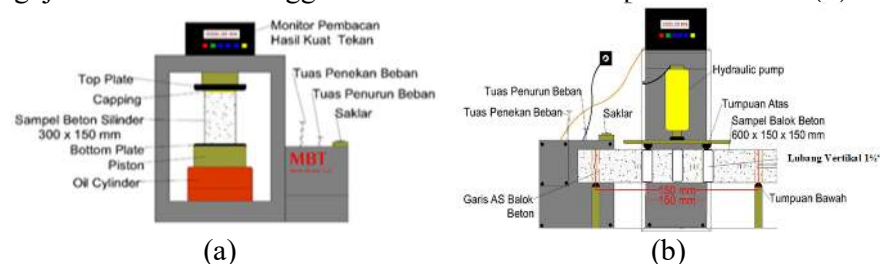 Monitor Pembacan
Hasil Kuat Tekan
Top Plate
Capping
Sampel Beton Silinder
300 x 150 mm
Bottom Plate
Piston
Oil Cylinder
Tuas Penekan Beban
Tuas Penurun Beban
Saklar
MBT
(a)
Hydraulic pump
Tuas Penurun Beban
Tuas Penekan Beban
Saklar
Tumpuan Atas
Sampel Balok Beton
600 x 150 x 150 mm
Lubang Vertikal 1½"
150 mm
150 mm
Garis AS Balok
Beton
Tumpuan Bawah
(b)